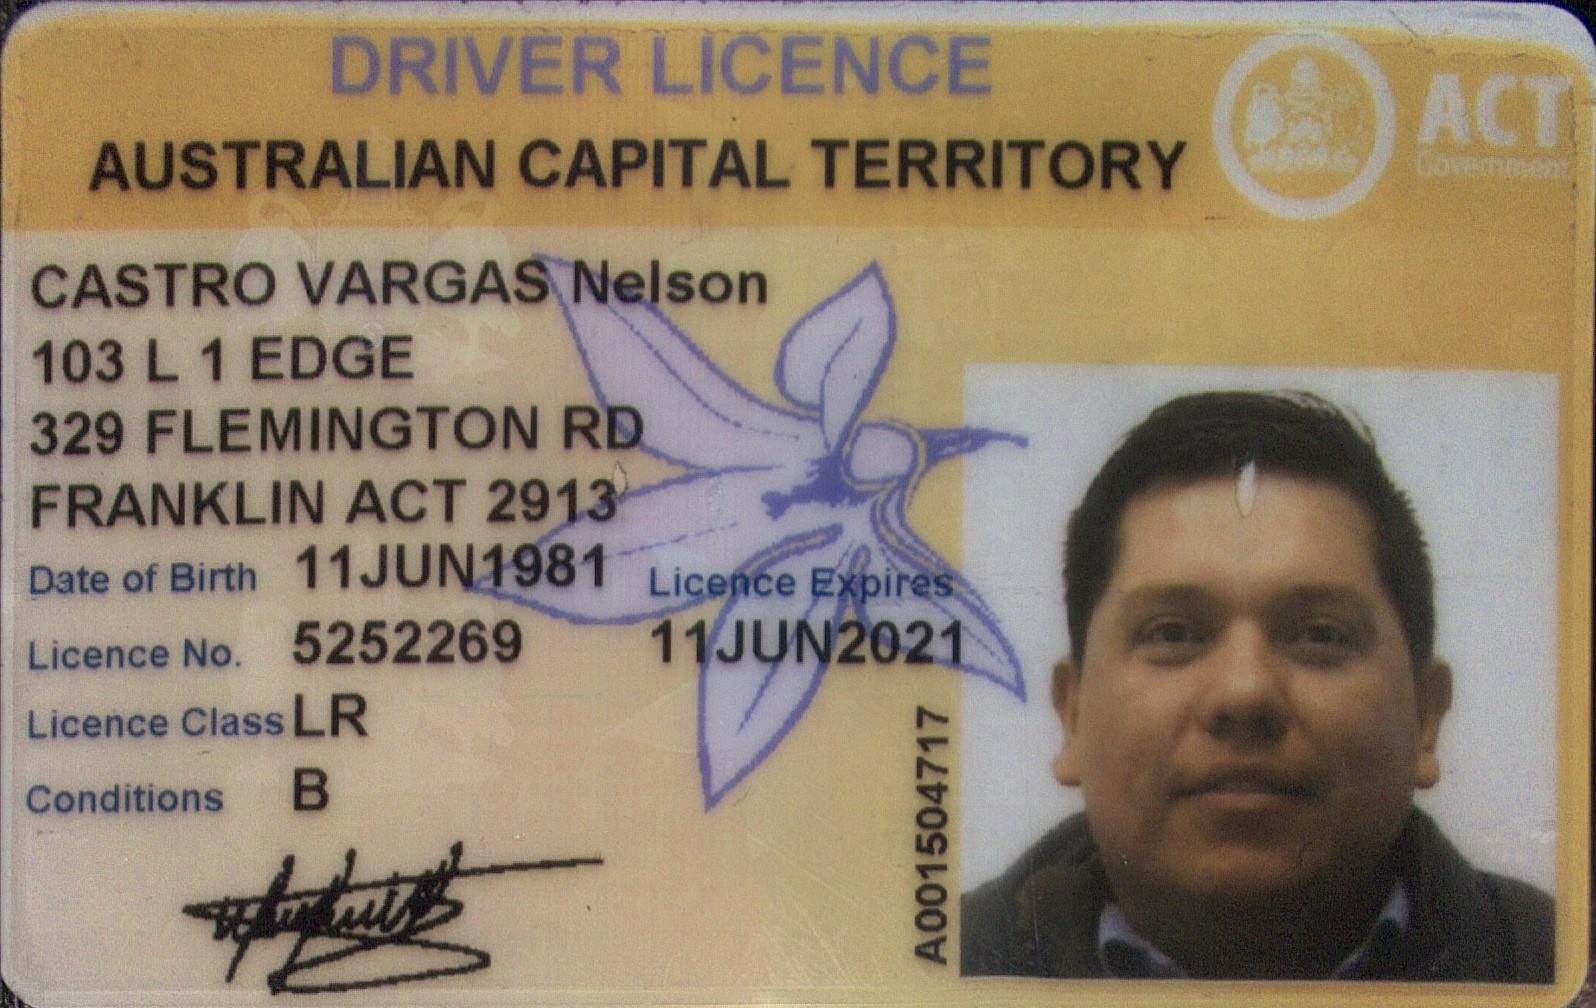 DRIVER LICENCE
AUSTRALIAN CAPITAL TERRITORY
ACT
Government
CASTRO VARGAS Nelson
103 L 1 EDGE
329 FLEMINGTON RD
FRANKLIN ACT 2913
Date of Birth 11JUN1981
Licence Expires
Licence No. 5252269 11JUN2021
Licence Class LR
Conditions B
A001504717